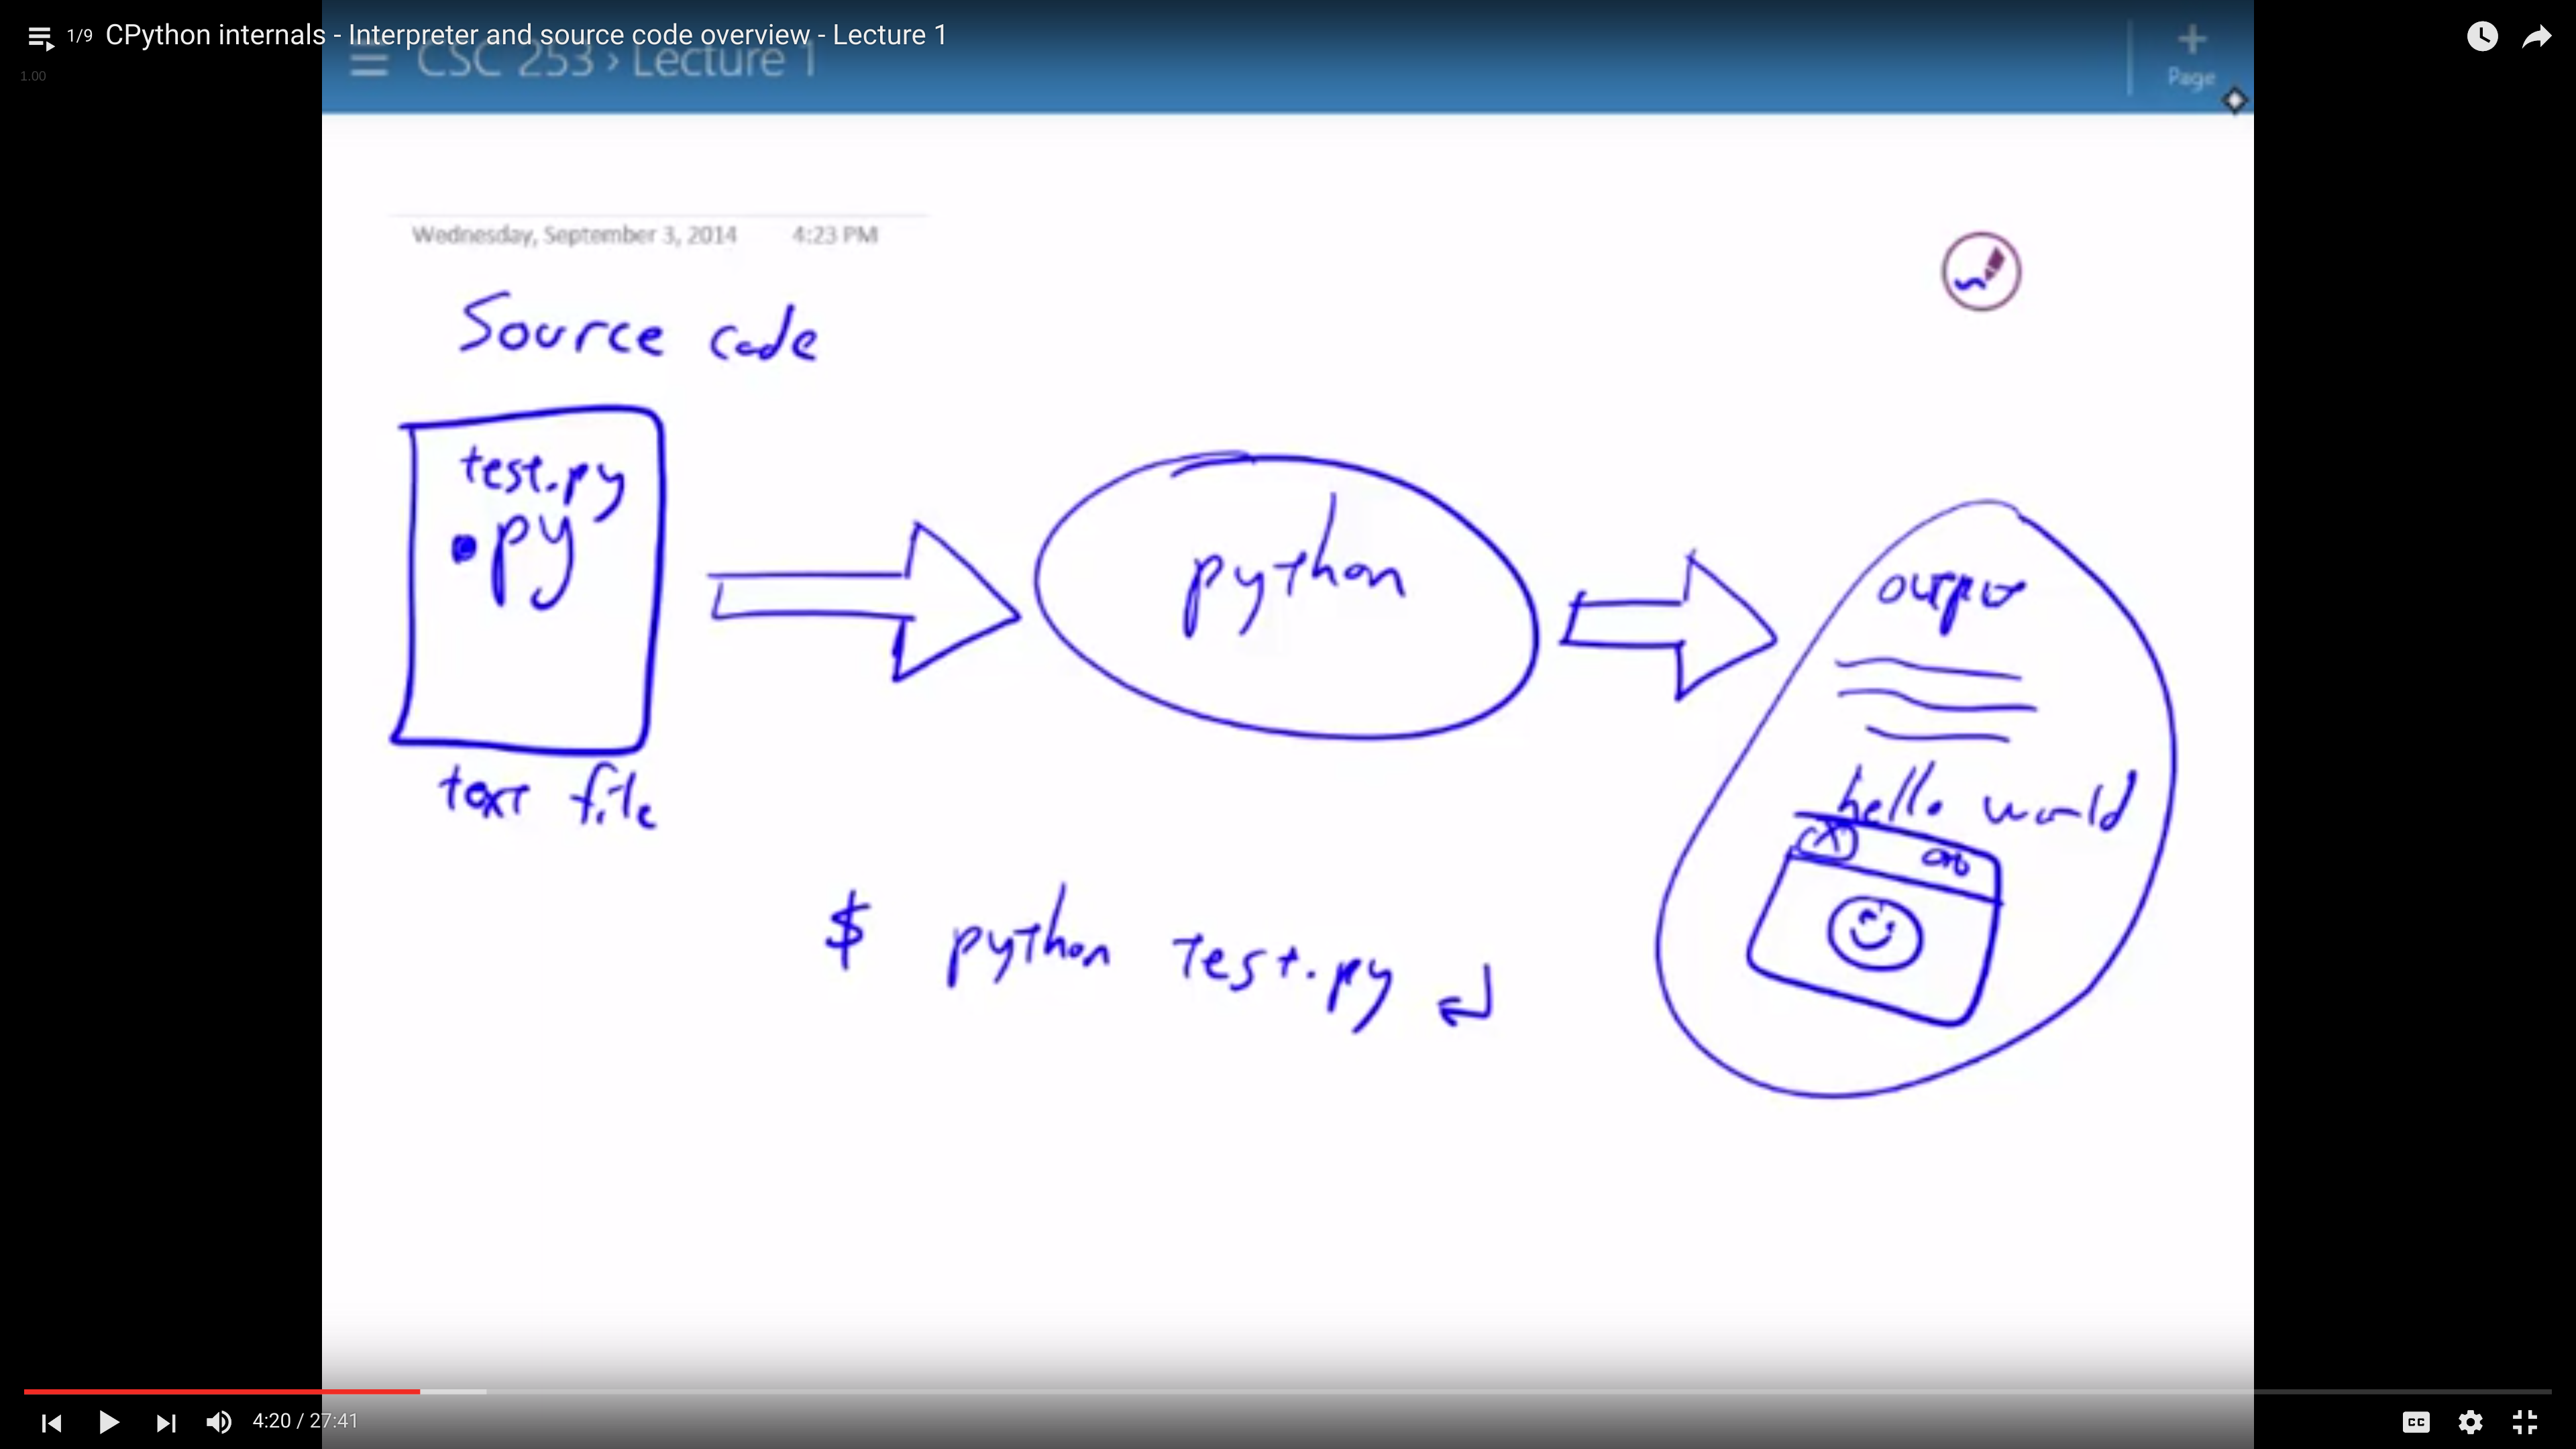 1/9 CPython internals - Interpreter and source code overview - Lecture 1
1.00
CSC 253 › Lecture 1
Page
Wednesday, September 3, 2014 4:23 PM
Source code
test.py
.py
text file
python
output
hello world
X
$ python test.py
4:20 / 27:41
CC